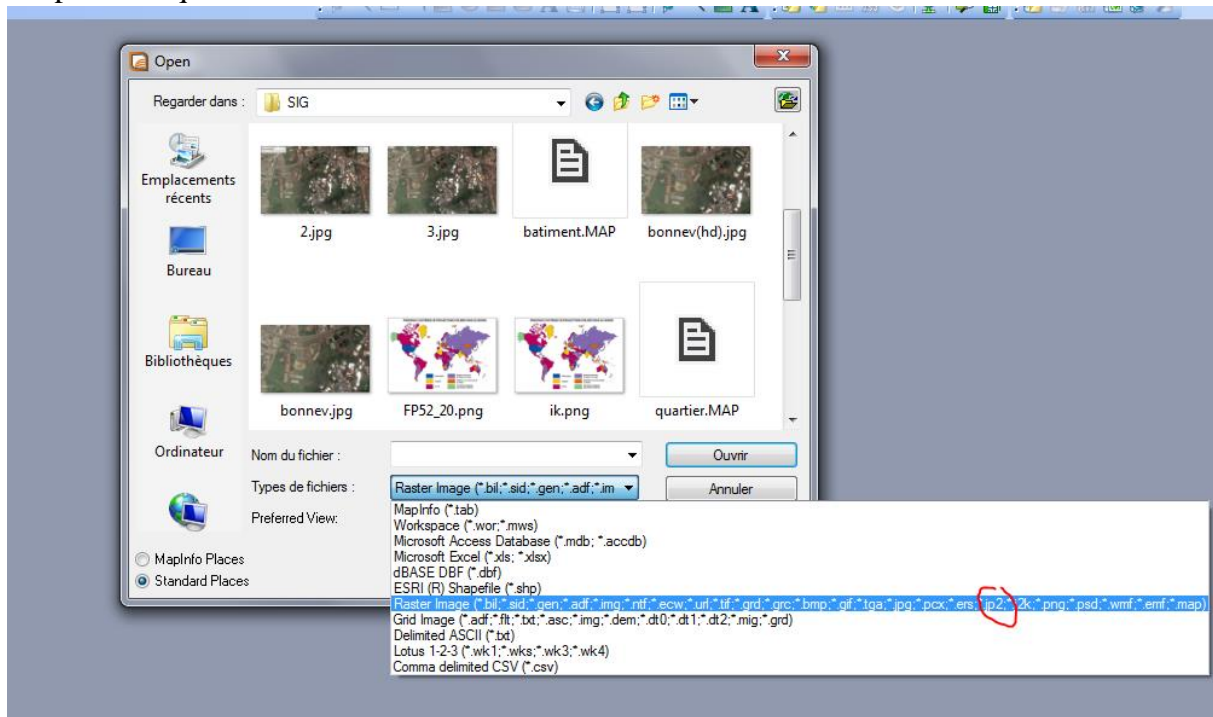 Open
Regarder dans :
SIG
Emplacements
récents
Bureau
Bibliothèques
Ordinateur
2.jpg
3.jpg
batiment.MAP
bonnev(hd).jpg
bonnev.jpg
FP52_20.png
ik.png
quartier.MAP
Nom du fichier :
Ouvrir
Types de fichiers :
Raster Image (*.bil;*.sid;*.gen;*.adf;*.im
Annuler
Preferred View:
MapInfo Places
Standard Places
MapInfo (*.tab)
Workspace (*.wor;*.mws)
Microsoft Access Database (*.mdb; *.accdb)
Microsoft Excel (*.xls; *.xlsx)
dBASE DBF (*.dbf)
ESRI (R) Shapefile (*.shp)
Raster Image (*.bil;*.sid;*.gen;*.adf;*.img;*.ntf;*.ecw;*.url;*.tif;*.grd;*.grc;*.bmp;*.gif;*.tga;*.jpg;*.pcx;*.ers;*.jp2;*.j2k;*.png;*.psd;*.wmf;*.emf;*.map)
Grid Image (*.adf;*.flt;*.txt;*.asc;*.img;*.dem;*.dt0;*.dt1;*.dt2;*.mig;*.grd)
Delimited ASCII (*.txt)
Lotus 1-2-3 (*.wk1;*.wks;*.wk3;*.wk4)
Comma delimited CSV (*.csv)